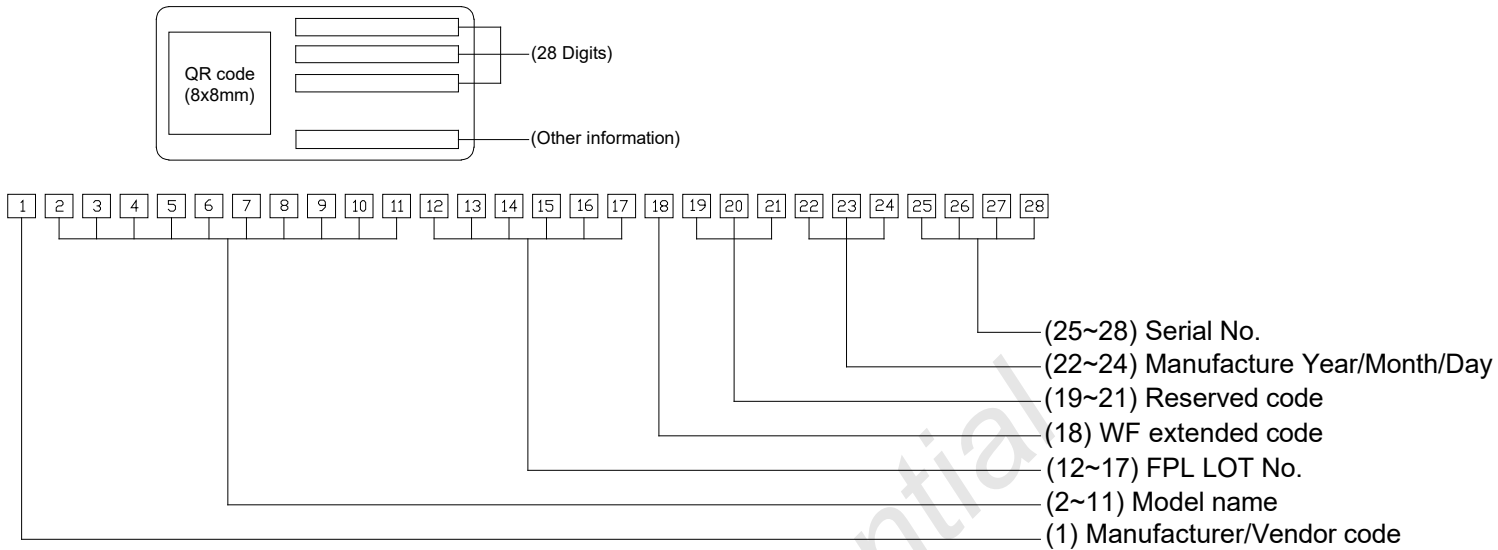 QR code
(8x8mm)
(28 Digits)
(Other information)
1 2 3 4 5 6 7 8 9 10 11 12 13 14 15 16 17 18 19 20 21 22 23 24 25 26 27 28
(25~28) Serial No.
(22~24) Manufacture Year/Month/Day
(19~21) Reserved code
(18) WF extended code
(12~17) FPL LOT No.
(2~11) Model name
(1) Manufacturer/Vendor code
ntial